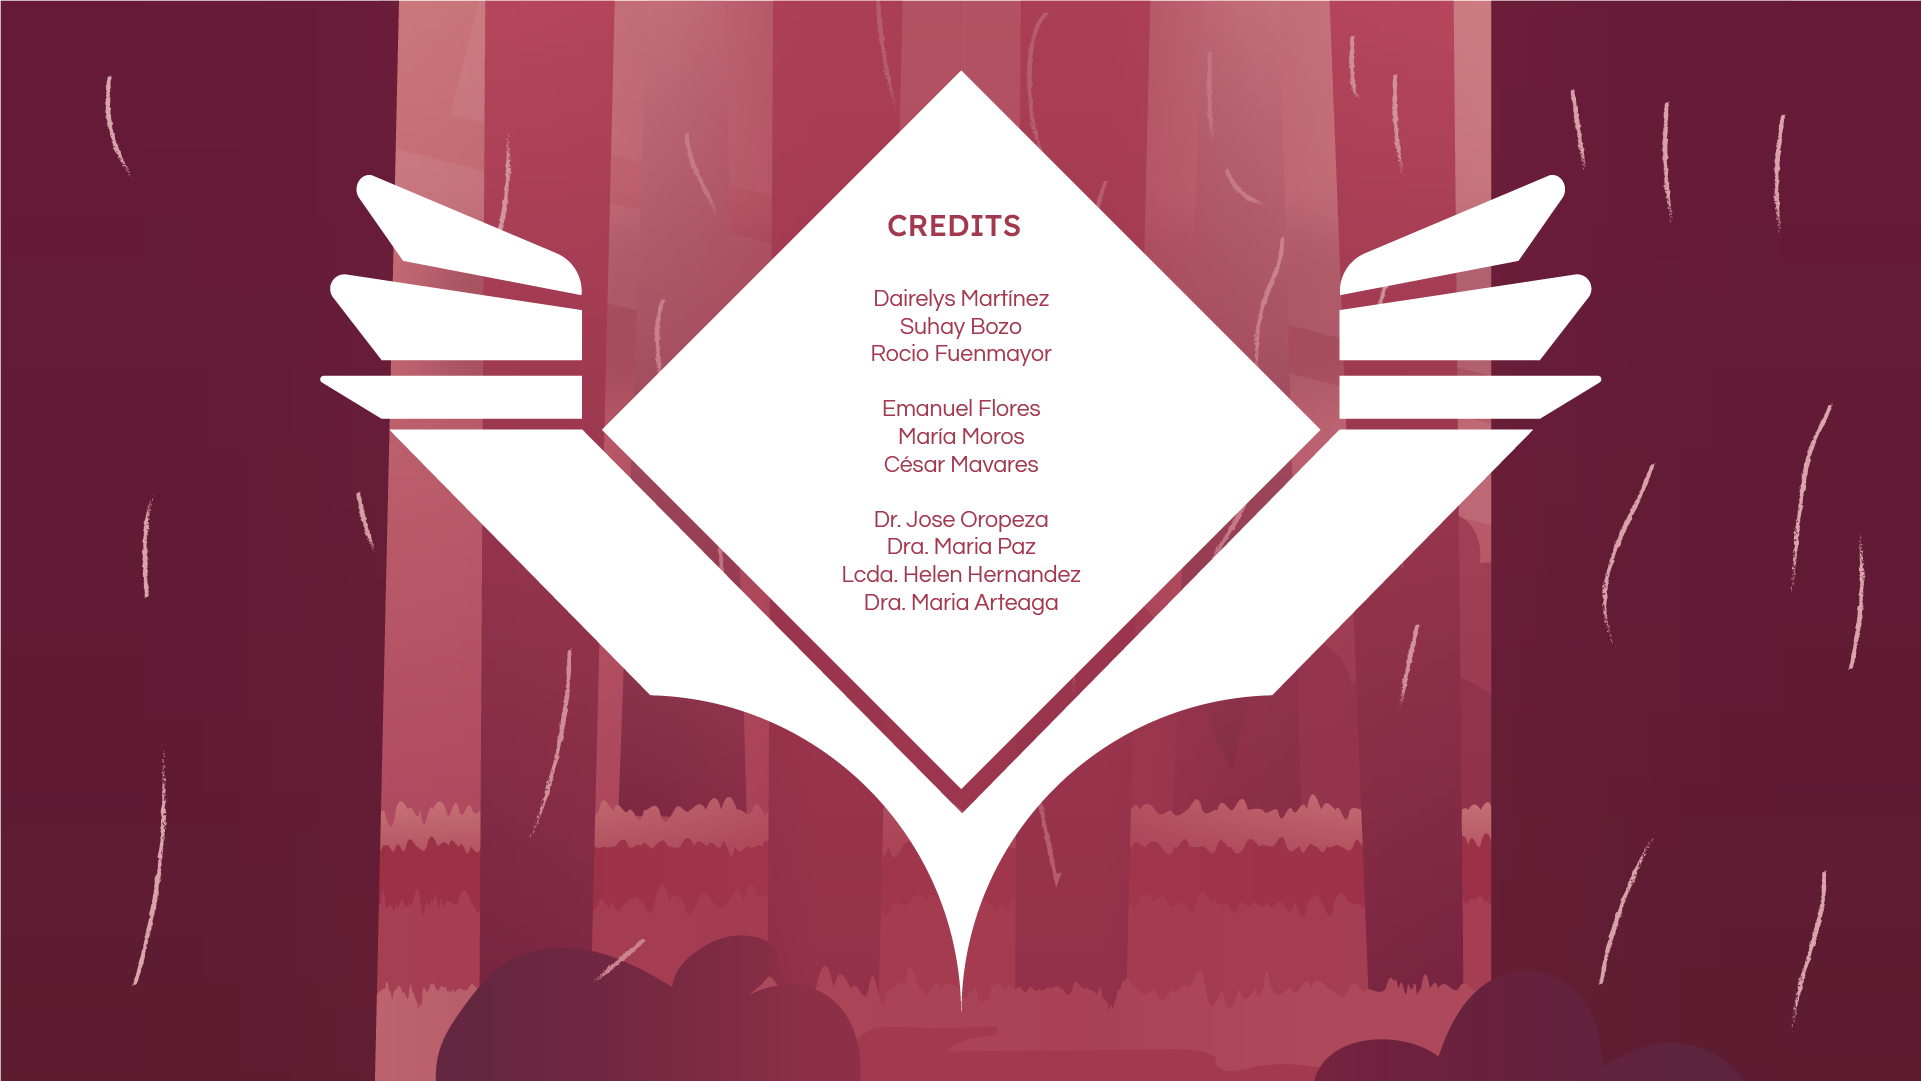 CREDITS
Dairelys Martínez
Suhay Bozo
Rocio Fuenmayor
Emanuel Flores
María Moros
César Mavares
Dr. Jose Oropeza
Dra. Maria Paz
Lcda. Helen Hernandez
Dra. Maria Arteaga